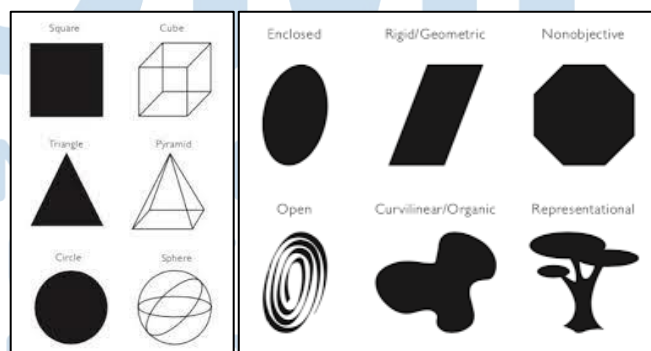 Square Cube
Triangle Pyramid
Circle Sphere
Enclosed Rigid/Geometric Nonobjective
Open Curvilinear/Organic Representational